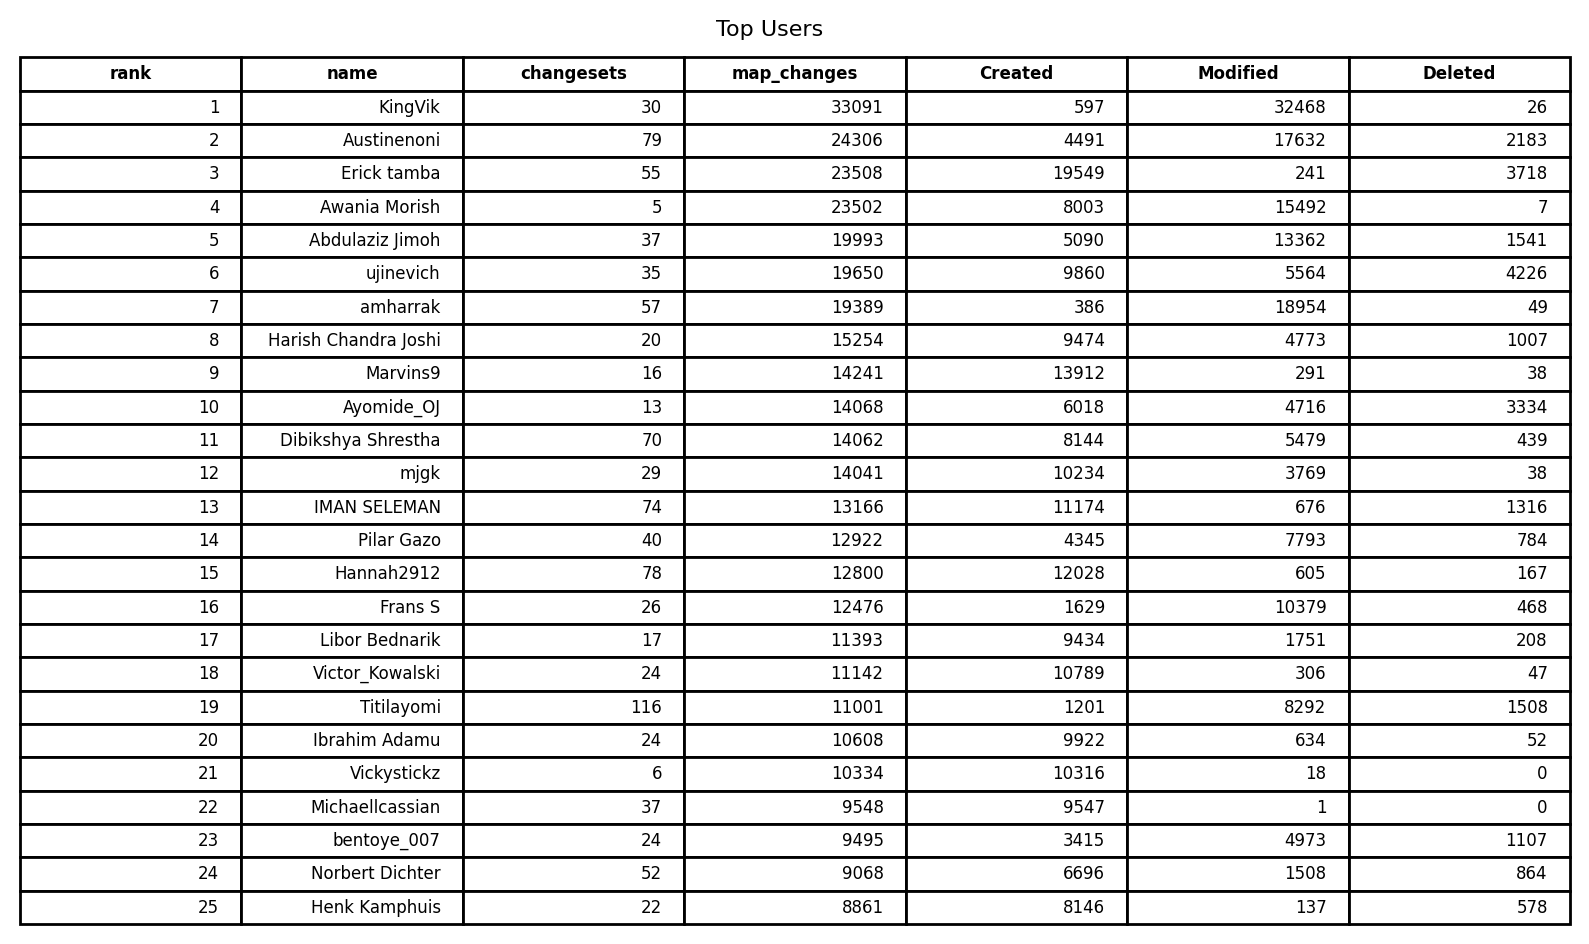 Top Users
rank name changesets map_changes Created Modified Deleted
1 KingVik 30 33091 597 32468 26
2 Austinenoni 79 24306 4491 17632 2183
3 Erick tamba 55 23508 19549 241 3718
4 Awania Morish 5 23502 8003 15492 7
5 Abdulaziz Jimoh 37 19993 5090 13362 1541
6 ujinevich 35 19650 9860 5564 4226
7 amharrak 57 19389 386 18954 49
8 Harish Chandra Joshi 20 15254 9474 4773 1007
9 Marvins9 16 14241 13912 291 38
10 Ayomide_OJ 13 14068 6018 4716 3334
11 Dibikshya Shrestha 70 14062 8144 5479 439
12 mjgk 29 14041 10234 3769 38
13 IMAN SELEMAN 74 13166 11174 676 1316
14 Pilar Gazo 40 12922 4345 7793 784
15 Hannah2912 78 12800 12028 605 167
16 Frans S 26 12476 1629 10379 468
17 Libor Bednarik 17 11393 9434 1751 208
18 Victor_Kowalski 24 11142 10789 306 47
19 Titilayomi 116 11001 1201 8292 1508
20 Ibrahim Adamu 24 10608 9922 634 52
21 Vickystickz 6 10334 10316 18 0
22 Michaellcassian 37 9548 9547 1 0
23 bentoye_007 24 9495 3415 4973 1107
24 Norbert Dichter 52 9068 6696 1508 864
25 Henk Kamphuis 22 8861 8146 137 578